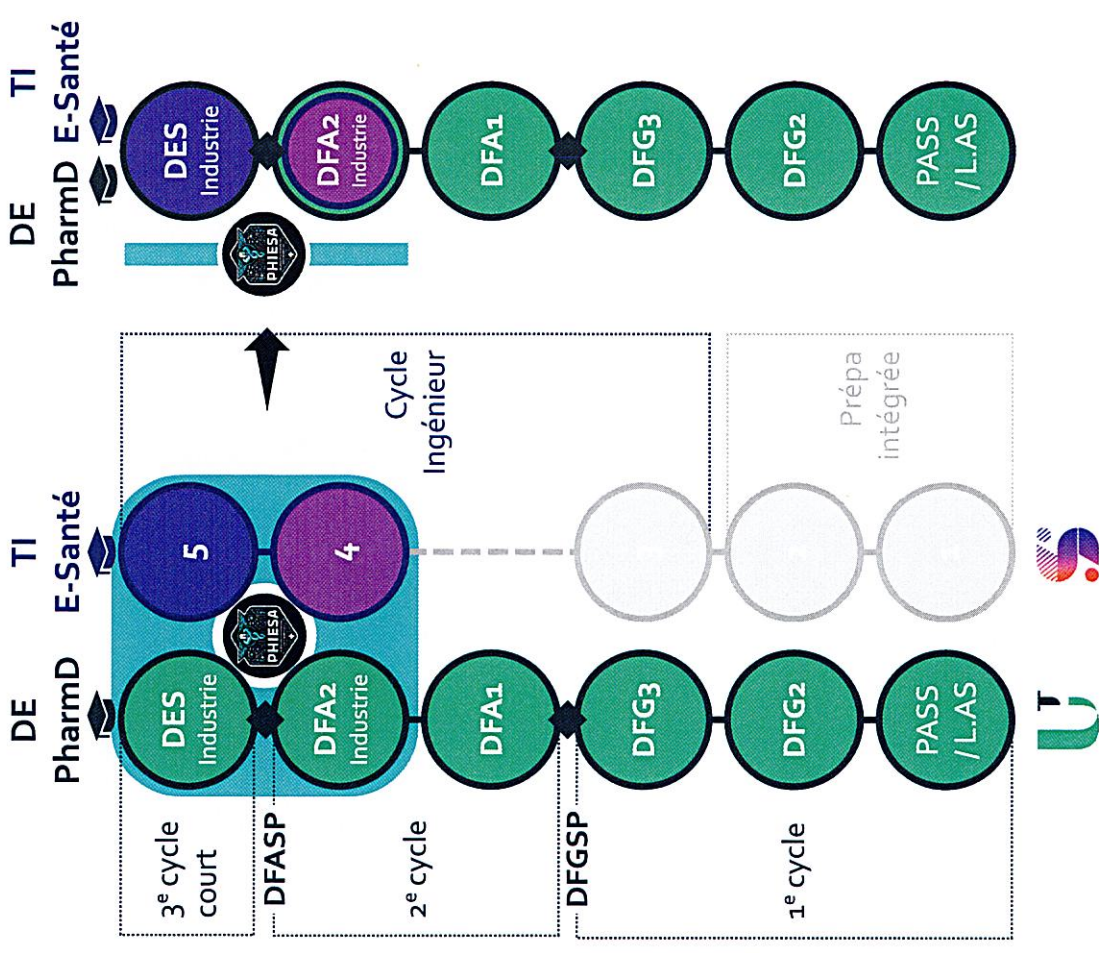 DE
PharmD
TI
E-Santé
DE
PharmD
TI
E-Santé
3e cycle
court
DES
Industrie
5
DES
Industrie
PHIESA
PHIESA
DFASP
DFA2
Industrie
4
DFA2
Industrie
2e cycle
Cycle
Ingénieur
DFA1
DFA1
DFGSP
DFG3
DFG3
1e cycle
DFG2
Prépa
intégrée
DFG2
PASS
/L.AS
PASS
/L.AS